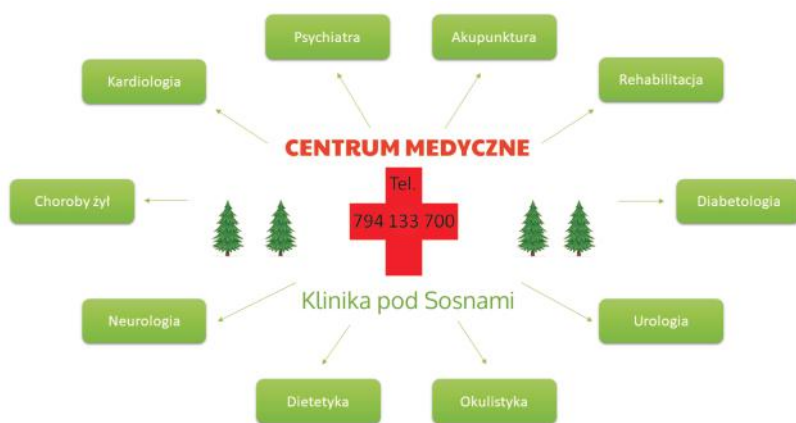 Psychiatra
Akupunktura
Kardiologia
Rehabilitacja
CENTRUM MEDYCZNE
Tel.
794 133 700
Choroby żył
Diabetologia
Klinika pod Sosnami
Neurologia
Urologia
Dietetyka
Okulistyka